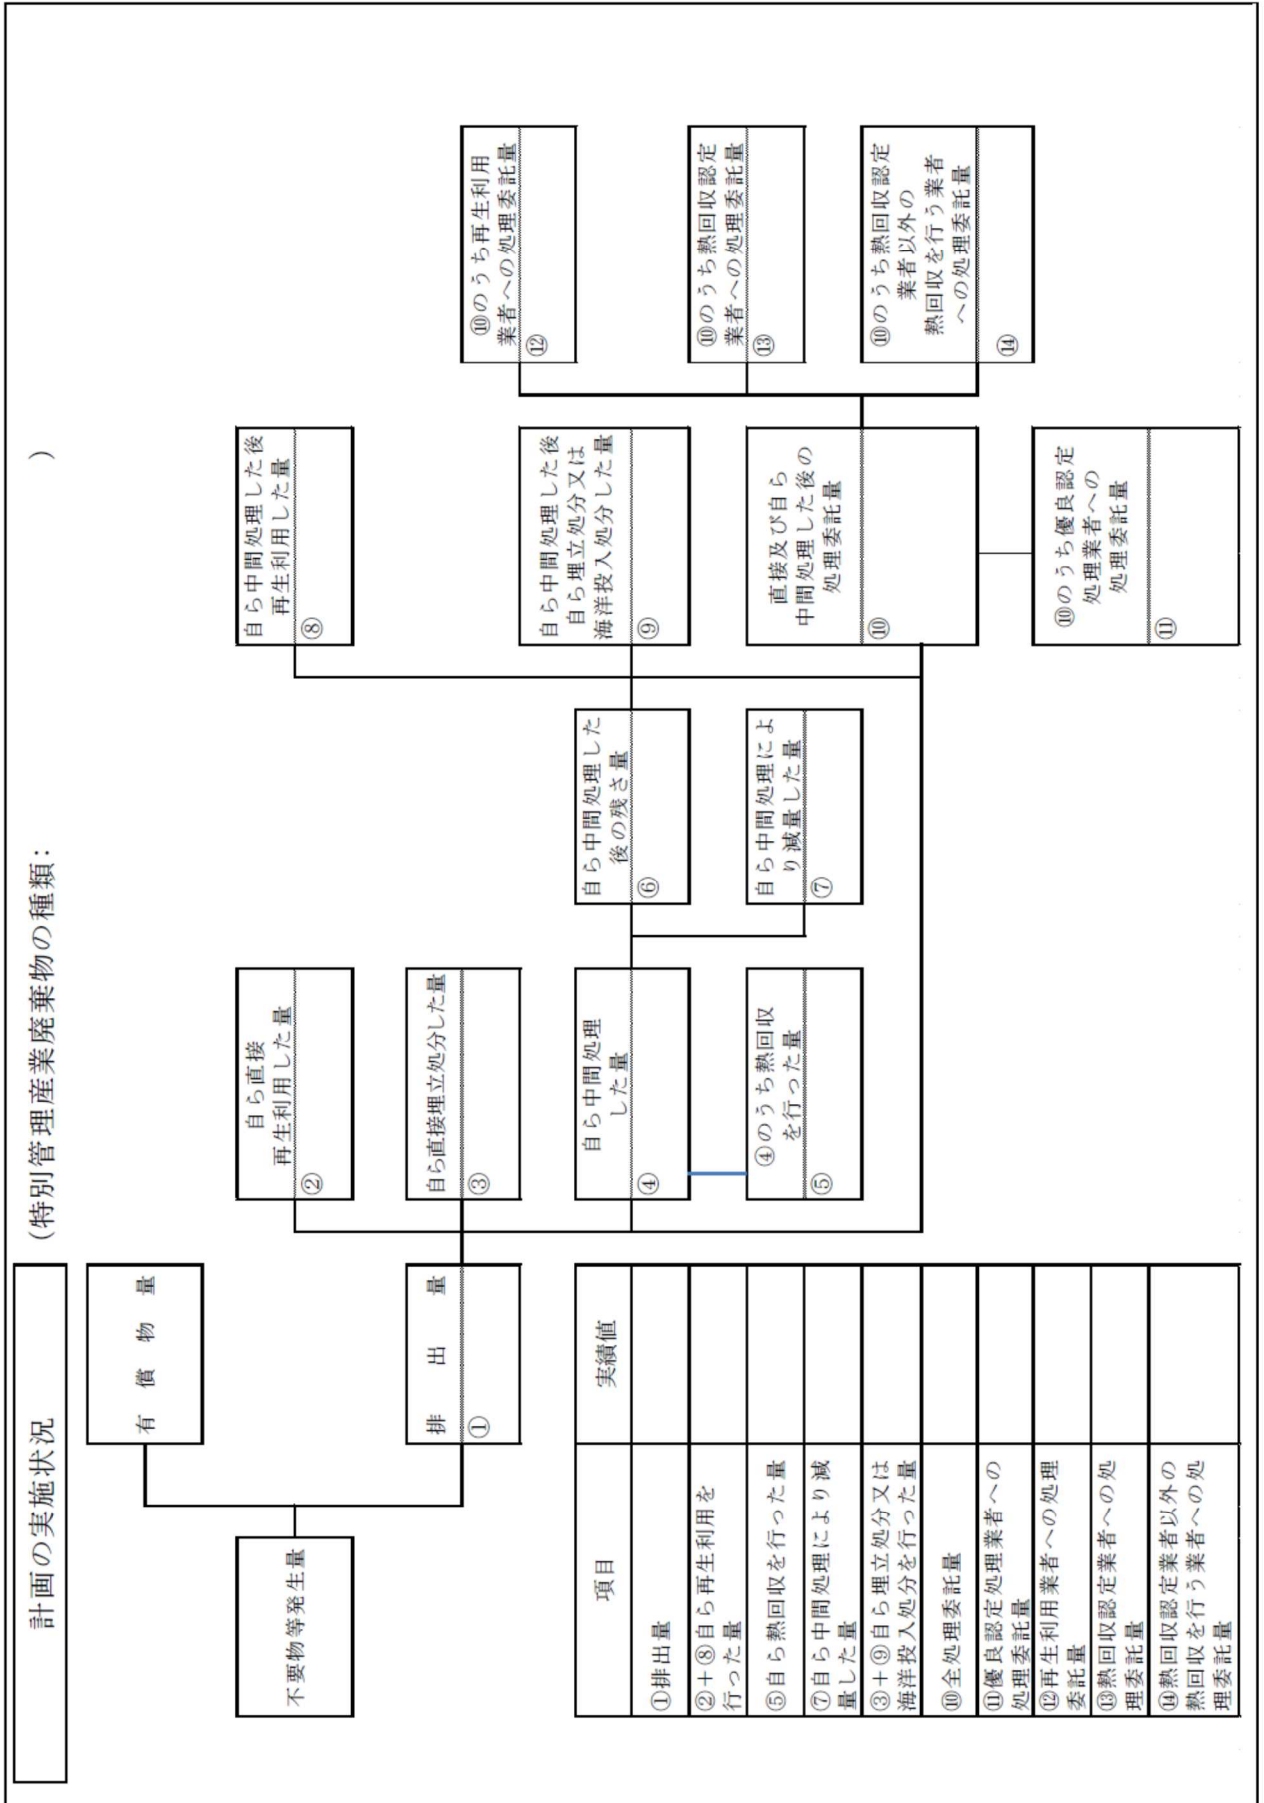 計画の実施状況
（特別管理産業廃棄物の種類：　　　　　　　　　　）
有償物量
不要物等発生量
排出量
①
自ら直接
再生利用した量
②
自ら直接埋立処分した量
③
自ら中間処理
した量
④
④のうち熱回収
を行った量
⑤
自ら中間処理した
後の残さ量
⑥
自ら中間処理によ
り減量した量
⑦
自ら中間処理した後
再生利用した量
⑧
自ら中間処理した後
自ら埋立処分又は
海洋投入処分した量
⑨
直接及び自ら
中間処理した後の
処理委託量
⑩
⑩のうち優良認定
処理業者への
処理委託量
⑪
⑩のうち再生利用
業者への処理委託量
⑫
⑩のうち熱回収認定
業者への処理委託量
⑬
⑩のうち熱回収認定
業者以外の
熱回収を行う業者
への処理委託量
⑭
項目
実績値
①排出量
②＋⑧自ら再生利用を
行った量
⑤自ら熱回収を行った量
⑦自ら中間処理により減
量した量
③＋⑨自ら埋立処分又は
海洋投入処分を行った量
⑩全処理委託量
⑪優良認定処理業者への
処理委託量
⑫再生利用業者への処理
委託量
⑬熱回収認定業者への処
理委託量
⑭熱回収認定業者以外の
熱回収を行う業者への処
理委託量